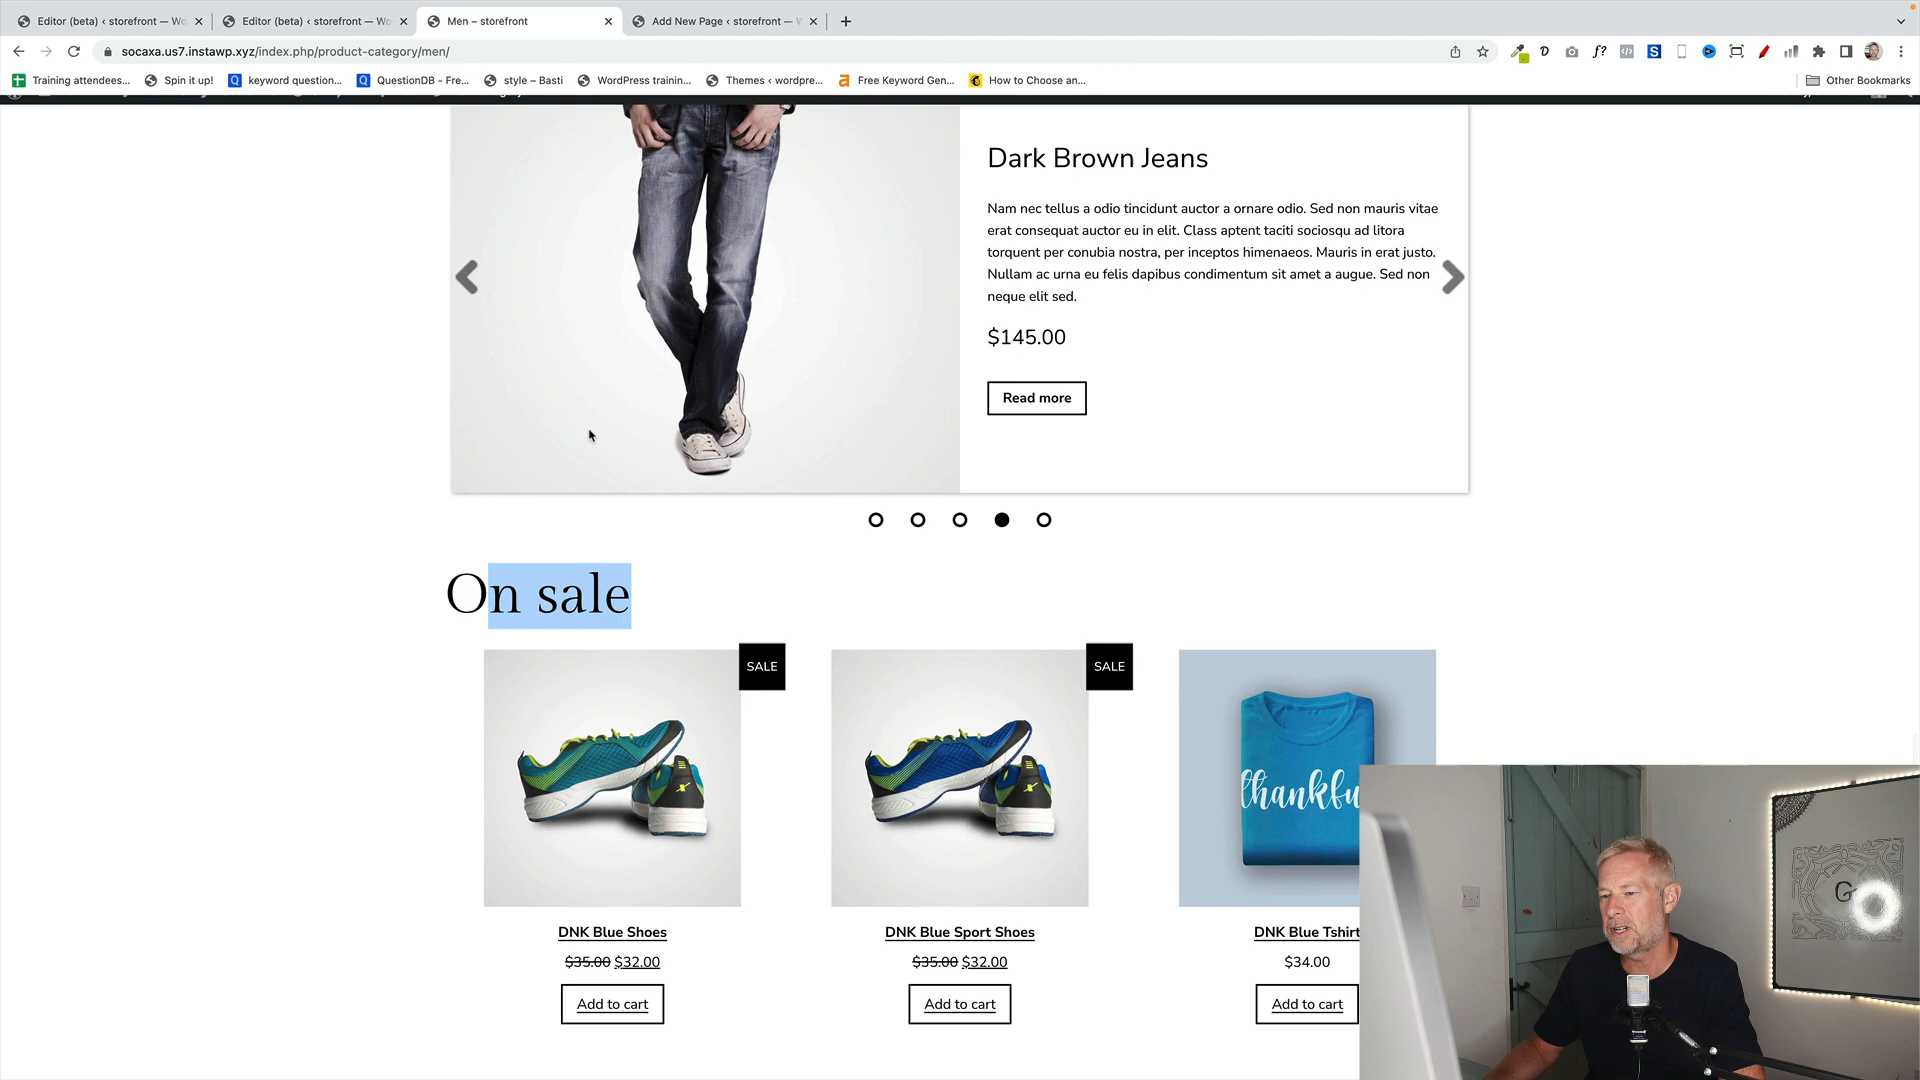 Editor (beta) ‹ storefront — Wo
Editor (beta) ‹ storefront — Wo
Men – storefront
Add New Page ‹ storefront — W
socaxa.us7.instawp.xyz/index.php/product-category/men/
Training attendees...
Spin it up!
keyword question...
QuestionDB - Fre...
style – Basti
WordPress trainin...
Themes ‹ wordpre...
Free Keyword Gen...
How to Choose an...
Other Bookmarks
Dark Brown Jeans
Nam nec tellus a odio tincidunt auctor a ornare odio. Sed non mauris vitae
erat consequat auctor eu in elit. Class aptent taciti sociosqu ad litora
torquent per conubia nostra, per inceptos himenaeos. Mauris in erat justo.
Nullam ac urna eu felis dapibus condimentum sit amet a augue. Sed non
neque elit sed.
$145.00
Read more
On sale
SALE
SALE
thankfu
DNK Blue Shoes
DNK Blue Sport Shoes
DNK Blue Tshirt
$35.00 $32.00
$35.00 $32.00
$34.00
Add to cart
Add to cart
Add to cart